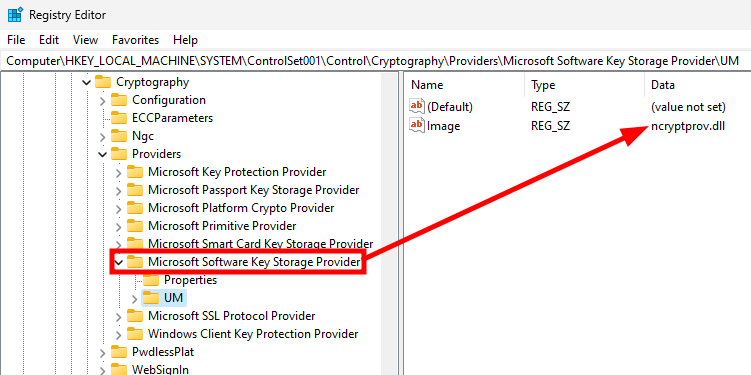 Registry Editor
File Edit View Favorites Help
Computer\HKEY_LOCAL_MACHINE\SYSTEM\ControlSet001\Control\Cryptography\Providers\Microsoft Software Key Storage Provider\UM
Cryptography
Configuration
ECCParameters
Ngc
Providers
Microsoft Key Protection Provider
Microsoft Passport Key Storage Provider
Microsoft Platform Crypto Provider
Microsoft Primitive Provider
Microsoft Smart Card Key Storage Provider
Microsoft Software Key Storage Provider
Properties
UM
Microsoft SSL Protocol Provider
Windows Client Key Protection Provider
PwdlessPlat
WebSignIn
Name Type Data
ab (Default) REG_SZ (value not set)
ab Image REG_SZ ncryptprov.dll